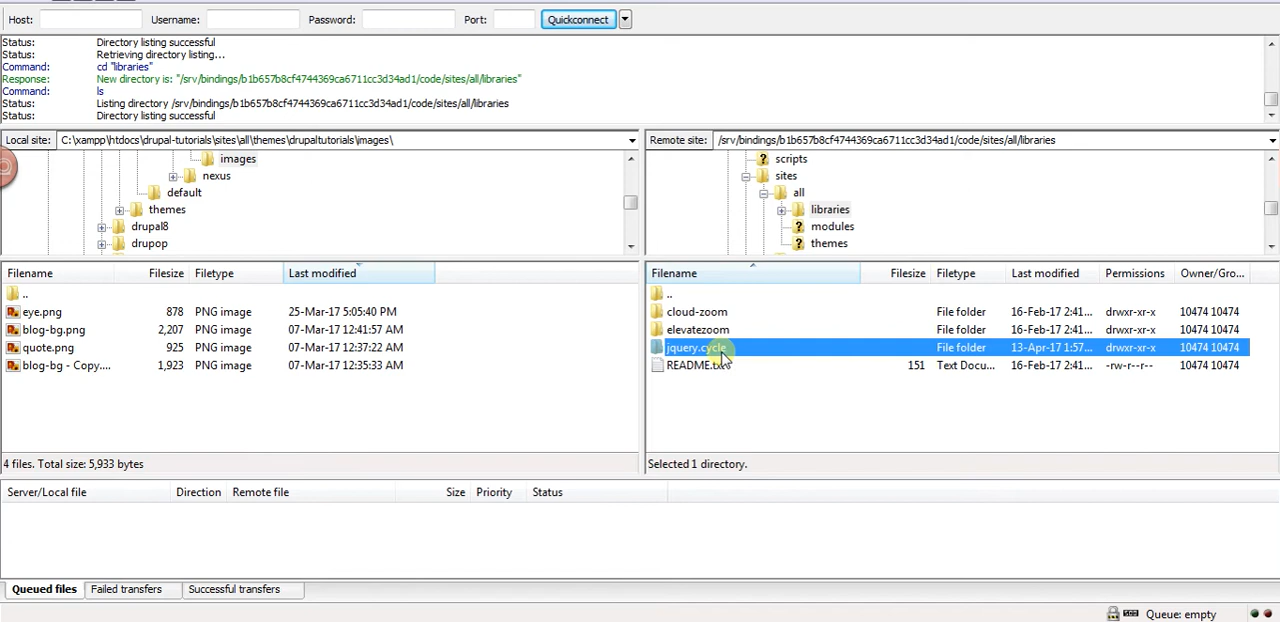 Host: Username: Password: Port: Quickconnect
Status: Directory listing successful
Status: Retrieving directory listing...
Command: cd "libraries"
Response: New directory is: "/srv/bindings/b1b657b8cf4744369ca6711cc3d34ad1/code/sites/all/libraries"
Command: ls
Status: Listing directory /srv/bindings/b1b657b8cf4744369ca6711cc3d34ad1/code/sites/all/libraries
Status: Directory listing successful
Local site: C:\xampp\htdocs\drupal-tutorials\sites\all\themes\drupaltutorials\images\
images
nexus
default
themes
drupal8
drupop
Remote site: /srv/bindings/b1b657b8cf4744369ca6711cc3d34ad1/code/sites/all/libraries
? scripts
sites
all
libraries
? modules
? themes
Filename Filesize Filetype Last modified
..
eye.png 878 PNG image 25-Mar-17 5:05:40 PM
blog-bg.png 2,207 PNG image 07-Mar-17 12:41:57 AM
quote.png 925 PNG image 07-Mar-17 12:37:22 AM
blog-bg - Copy.... 1,923 PNG image 07-Mar-17 12:35:33 AM
4 files. Total size: 5,933 bytes
Filename Filesize Filetype Last modified Permissions Owner/Gro...
..
cloud-zoom File folder 16-Feb-17 2:41... drwxr-xr-x 10474 10474
elevatezoom File folder 16-Feb-17 2:41... drwxr-xr-x 10474 10474
jquery.cycle File folder 13-Apr-17 1:57... drwxr-xr-x 10474 10474
README.txt 151 Text Docu... 16-Feb-17 2:41... -rw-r--r-- 10474 10474
Selected 1 directory.
Server/Local file Direction Remote file Size Priority Status
Queued files Failed transfers Successful transfers
Queue: empty